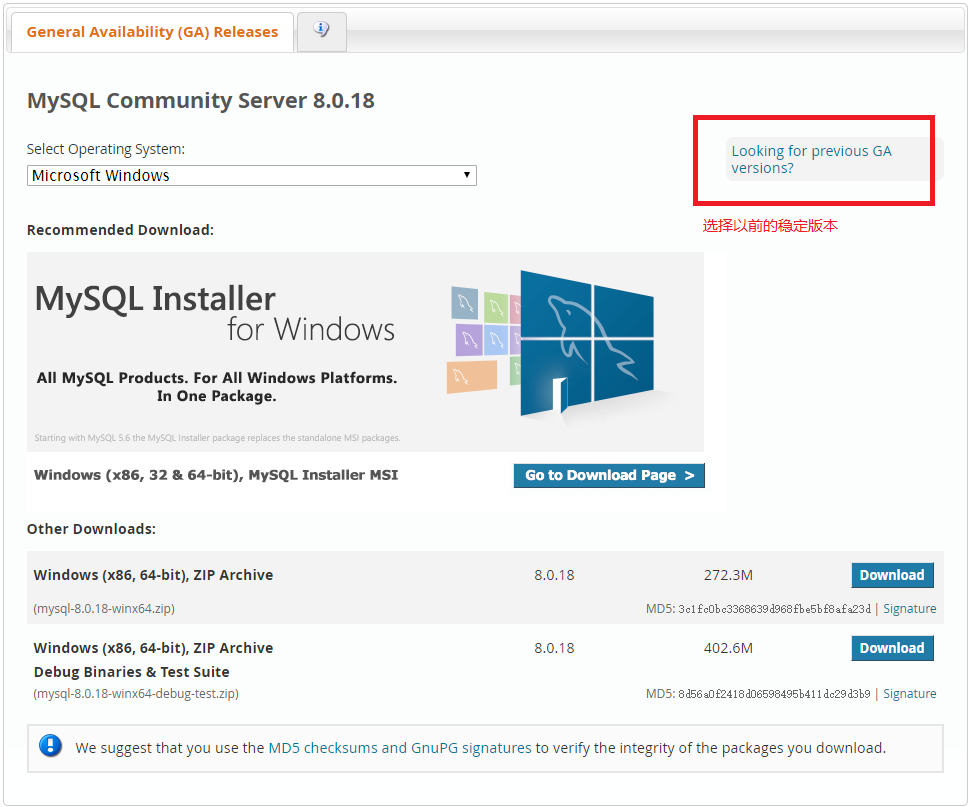 General Availability (GA) Releases
MySQL Community Server 8.0.18
Select Operating System:
Microsoft Windows
Looking for previous GA
versions?
选择以前的稳定版本
Recommended Download:
MySQL Installer
for Windows
All MySQL Products. For All Windows Platforms.
In One Package.
Starting with MySQL 5.6 the MySQL Installer package replaces the standalone MSI packages.
Windows (x86, 32 & 64-bit), MySQL Installer MSI
Go to Download Page >
Other Downloads:
Windows (x86, 64-bit), ZIP Archive 8.0.18 272.3M Download
(mysql-8.0.18-winx64.zip) MD5: 3c1fc0bc3368639d968fbe5bf8afa23d | Signature
Windows (x86, 64-bit), ZIP Archive 8.0.18 402.6M Download
Debug Binaries & Test Suite
(mysql-8.0.18-winx64-debug-test.zip) MD5: 8d56a0f2418d06598495b411dc29d3b9 | Signature
We suggest that you use the MD5 checksums and GnuPG signatures to verify the integrity of the packages you download.